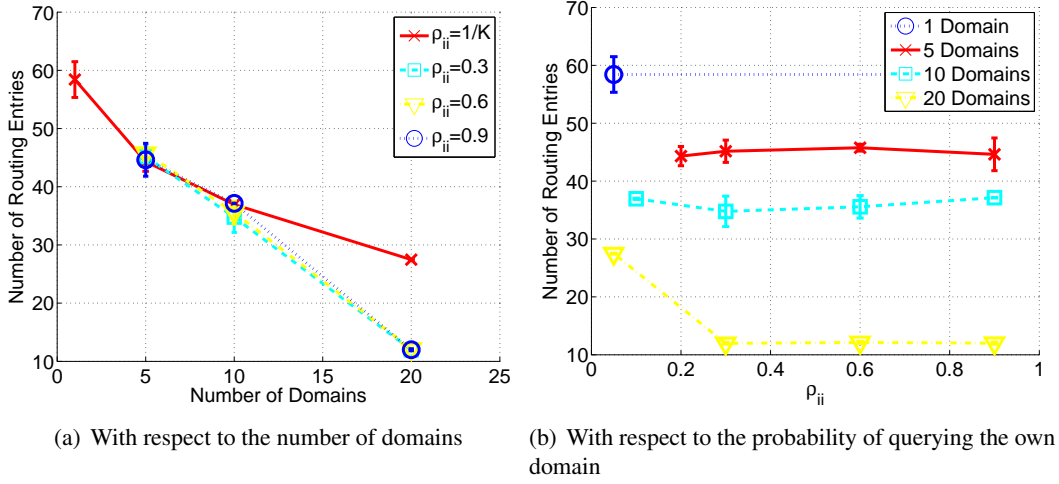 70
60
50
40
30
20
10
0
5
10
15
20
25
Number of Routing Entries
Number of Domains
ρii=1/K
ρii=0.3
ρii=0.6
ρii=0.9
(a) With respect to the number of domains
70
60
50
40
30
20
10
0
0.2
0.4
0.6
0.8
1
Number of Routing Entries
ρii
1 Domain
5 Domains
10 Domains
20 Domains
(b) With respect to the probability of querying the own
domain